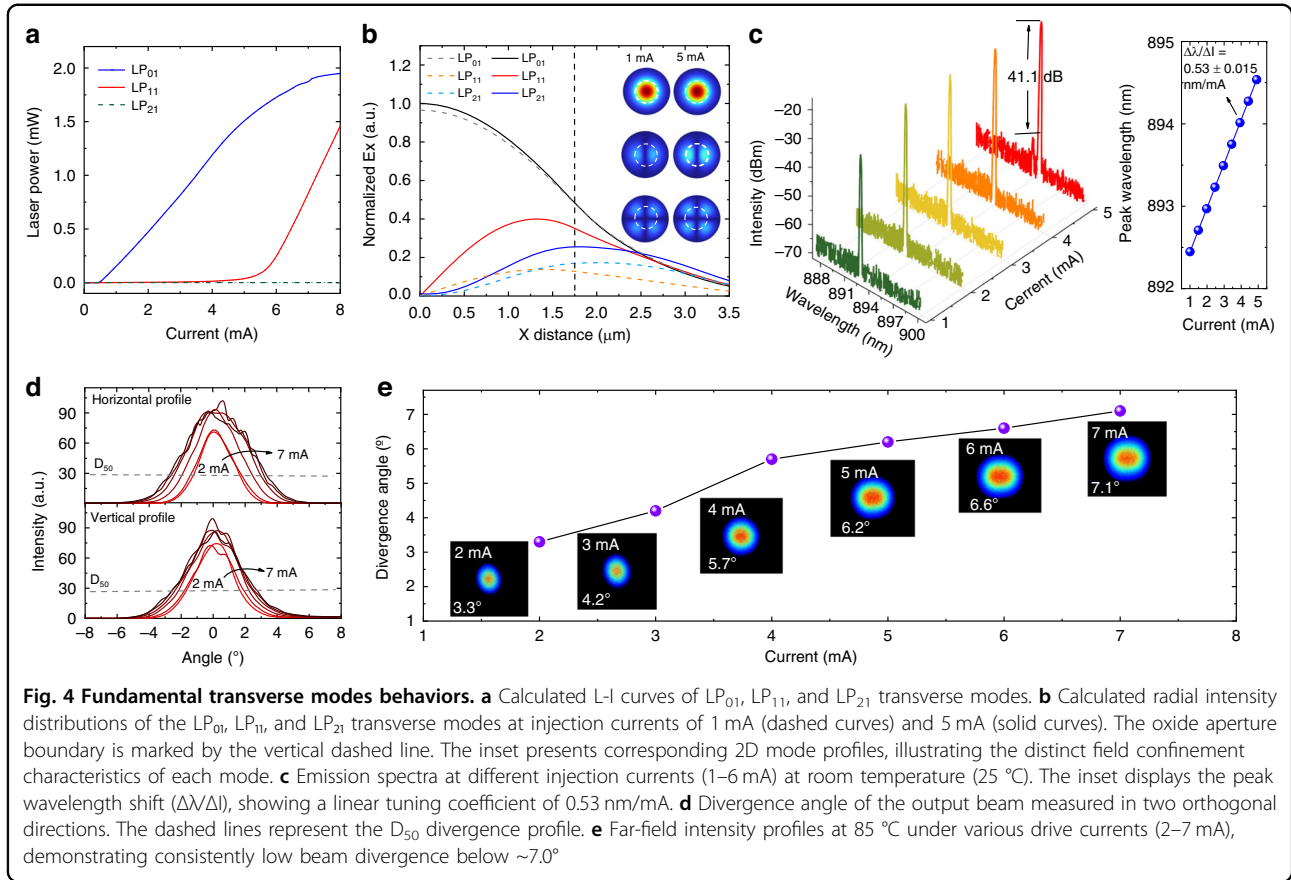 a
2.0
1.5
1.0
0.5
0.0
0
2
4
6
8
Laser power (mW)
Current (mA)
LP01
LP11
LP21
b
1.0
0.8
0.6
0.4
0.2
0.0
0.0
0.5
1.0
1.5
2.0
2.5
3.0
3.5
Normalized Ex (a.u.)
X distance (μm)
LP01 LP01
LP11 LP11
LP21 LP21
1 mA 5 mA
c
41.1 dB
−20
−30
−40
−50
−60
−70
Intensity (dBm)
888
891
894
897
900
Wavelength (nm)
1
2
3
4
5
Cerrent (mA)
895
894
893
892
Peak wavelength (nm)
Δλ/ΔI =
0.53 ± 0.015
nm/mA
1 2 3 4 5
Current (mA)
d
Horizontal profile
90
60
30
0
D50
2 mA
7 mA
Vertical profile
90
60
30
0
D50
2 mA
7 mA
Intensity (a.u.)
−8 −6 −4 −2 0 2 4 6 8
Angle (°)
e
7
6
5
4
3
2
1
Divergence angle (º)
2 mA
3.3°
3 mA
4.2°
4 mA
5.7°
5 mA
6.2°
6 mA
6.6°
7 mA
7.1°
1 2 3 4 5 6 7 8
Current (mA)
Fig. 4 Fundamental transverse modes behaviors. a Calculated L-I curves of LP01, LP11, and LP21 transverse modes. b Calculated radial intensity
distributions of the LP01, LP11, and LP21 transverse modes at injection currents of 1 mA (dashed curves) and 5 mA (solid curves). The oxide aperture
boundary is marked by the vertical dashed line. The inset presents corresponding 2D mode profiles, illustrating the distinct field confinement
characteristics of each mode. c Emission spectra at different injection currents (1–6 mA) at room temperature (25 °C). The inset displays the peak
wavelength shift (Δλ/ΔI), showing a linear tuning coefficient of 0.53 nm/mA. d Divergence angle of the output beam measured in two orthogonal
directions. The dashed lines represent the D50 divergence profile. e Far-field intensity profiles at 85 °C under various drive currents (2–7 mA),
demonstrating consistently low beam divergence below ~7.0°